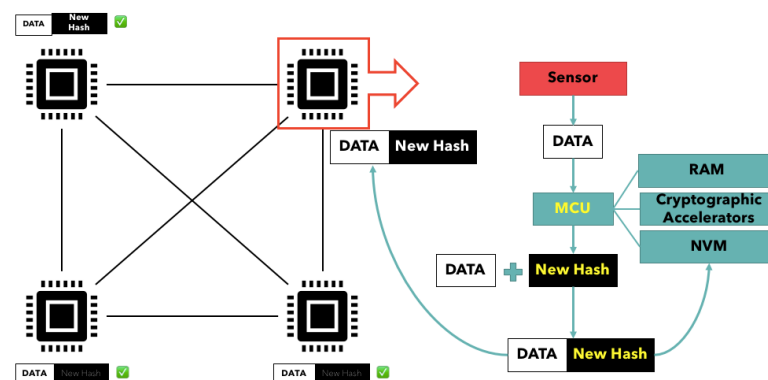 DATA New Hash
Sensor
DATA
DATA New Hash
RAM
MCU
Cryptographic Accelerators
NVM
DATA New Hash
DATA New Hash
DATA New Hash
DATA New Hash